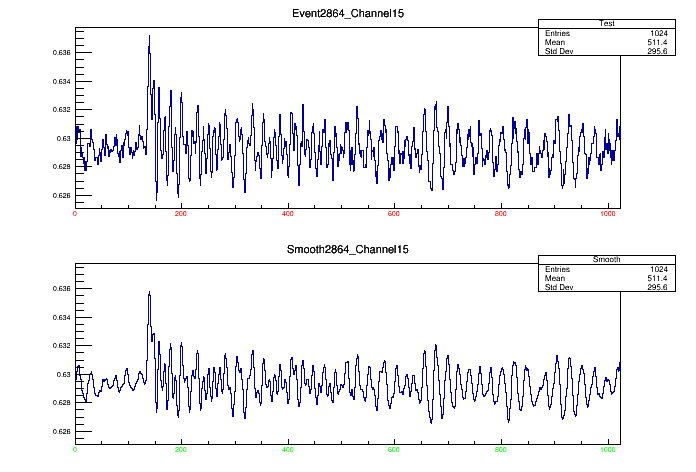 Event2864_Channel15
Test
Entries 1024
Mean 511.4
Std Dev 295.6
0.636
0.634
0.632
0.63
0.628
0.626
0 200 400 600 800 1000
Smooth2864_Channel15
Smooth
Entries 1024
Mean 511.4
Std Dev 295.6
0.636
0.634
0.632
0.63
0.628
0.626
0 200 400 600 800 1000